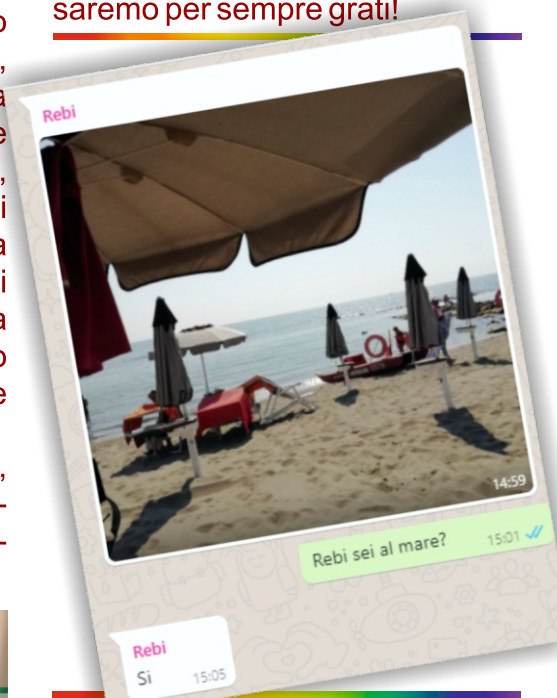 saremo per sempre grati!
Rebi
14:59
Rebi sei al mare? 15:01
Rebi
Si 15:05